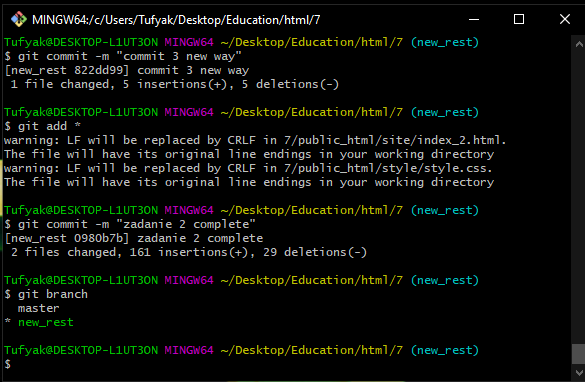 MINGW64:/c/Users/Tufyak/Desktop/Education/html/7
Tufyak@DESKTOP-L1UT3ON MINGW64 ~/Desktop/Education/html/7 (new_rest)
$ git commit -m "commit 3 new way"
[new_rest 822dd99] commit 3 new way
 1 file changed, 5 insertions(+), 5 deletions(-)
Tufyak@DESKTOP-L1UT3ON MINGW64 ~/Desktop/Education/html/7 (new_rest)
$ git add *
warning: LF will be replaced by CRLF in 7/public_html/site/index_2.html.
The file will have its original line endings in your working directory
warning: LF will be replaced by CRLF in 7/public_html/style/style.css.
The file will have its original line endings in your working directory
Tufyak@DESKTOP-L1UT3ON MINGW64 ~/Desktop/Education/html/7 (new_rest)
$ git commit -m "zadanie 2 complete"
[new_rest 0980b7b] zadanie 2 complete
 2 files changed, 161 insertions(+), 29 deletions(-)
Tufyak@DESKTOP-L1UT3ON MINGW64 ~/Desktop/Education/html/7 (new_rest)
$ git branch
  master
* new_rest
Tufyak@DESKTOP-L1UT3ON MINGW64 ~/Desktop/Education/html/7 (new_rest)
$